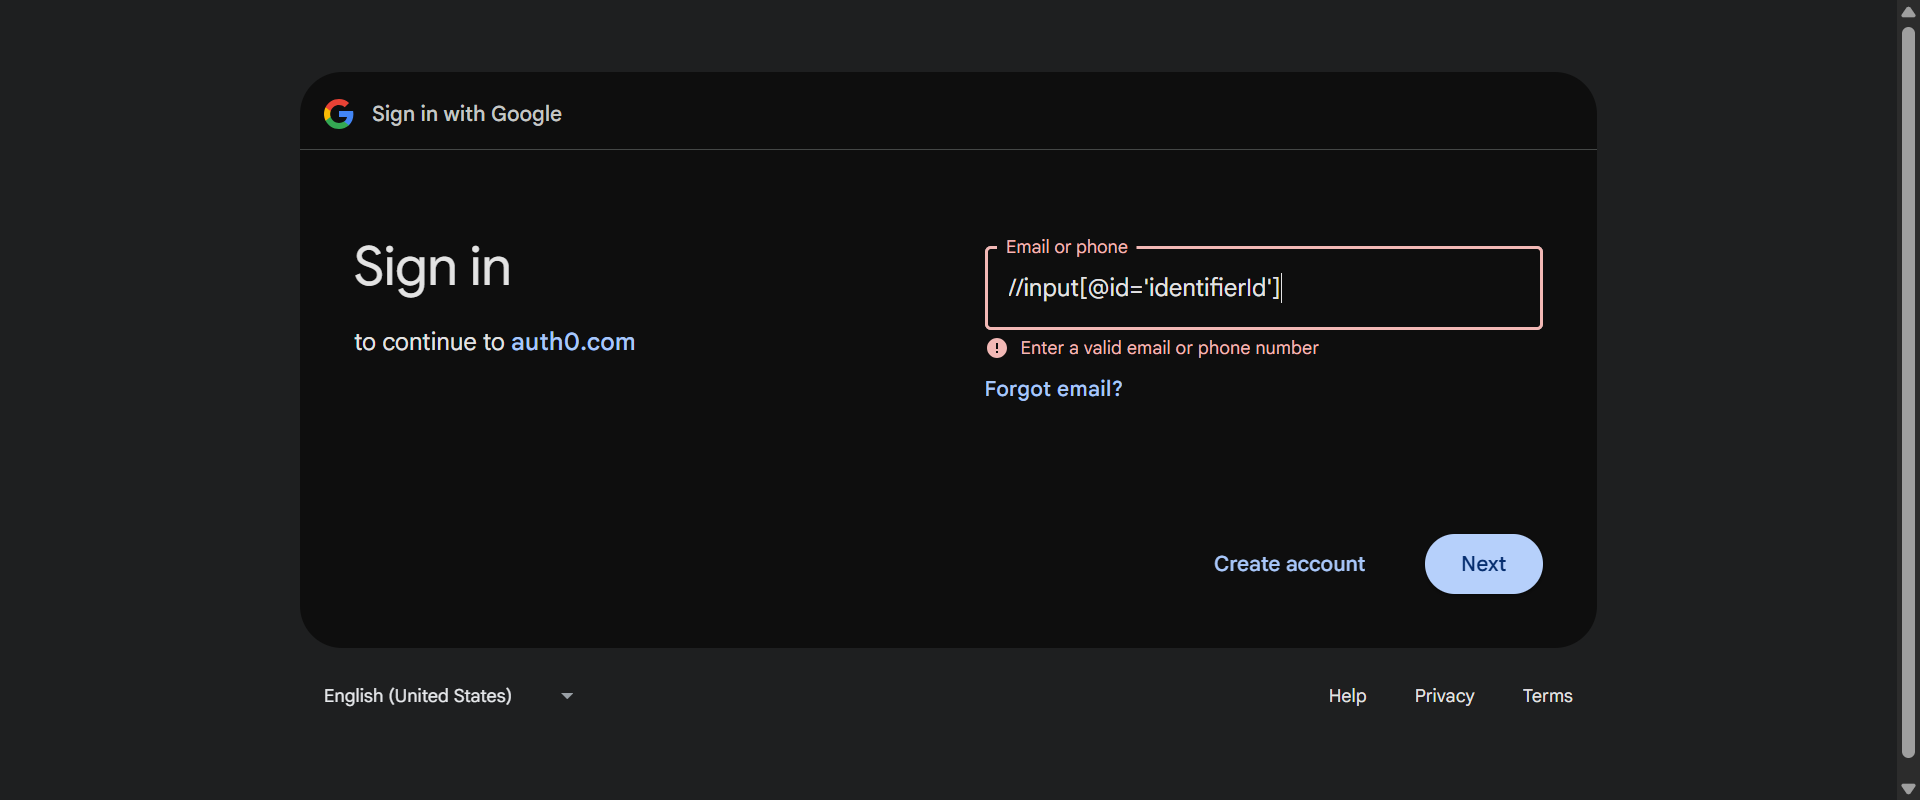 Sign in with Google
Sign in
to continue to auth0.com
Email or phone
//input[@id='identifierId']
Enter a valid email or phone number
Forgot email?
Create account
Next
English (United States)
Help
Privacy
Terms